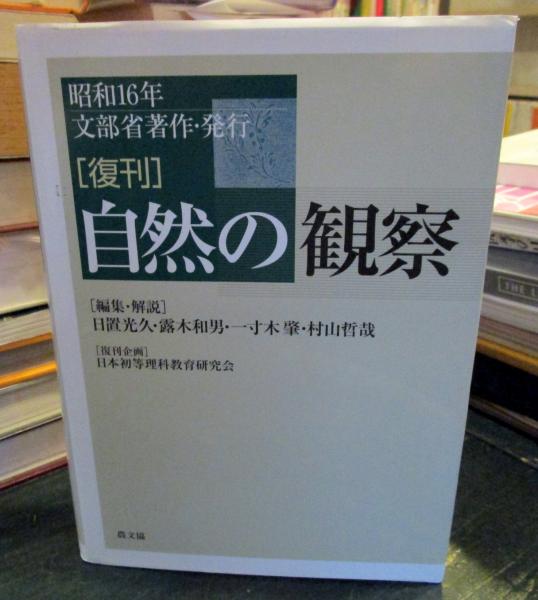 昭和16年
文部省著作・発行
[復刊]
自然の観察
[編集・解説]
日置光久・露木和男・一寸木肇・村山哲哉
[復刊企画]
日本初等理科教育研究会
農文協